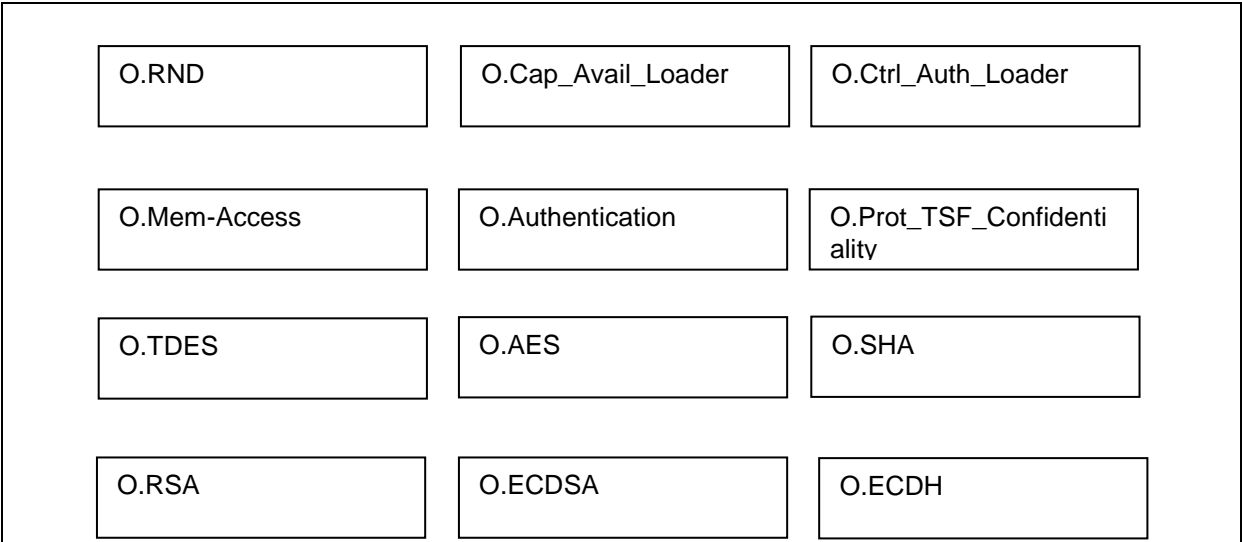 O.RND
O.Cap_Avail_Loader
O.Ctrl_Auth_Loader
O.Mem-Access
O.Authentication
O.Prot_TSF_Confidenti
ality
O.TDES
O.AES
O.SHA
O.RSA
O.ECDSA
O.ECDH